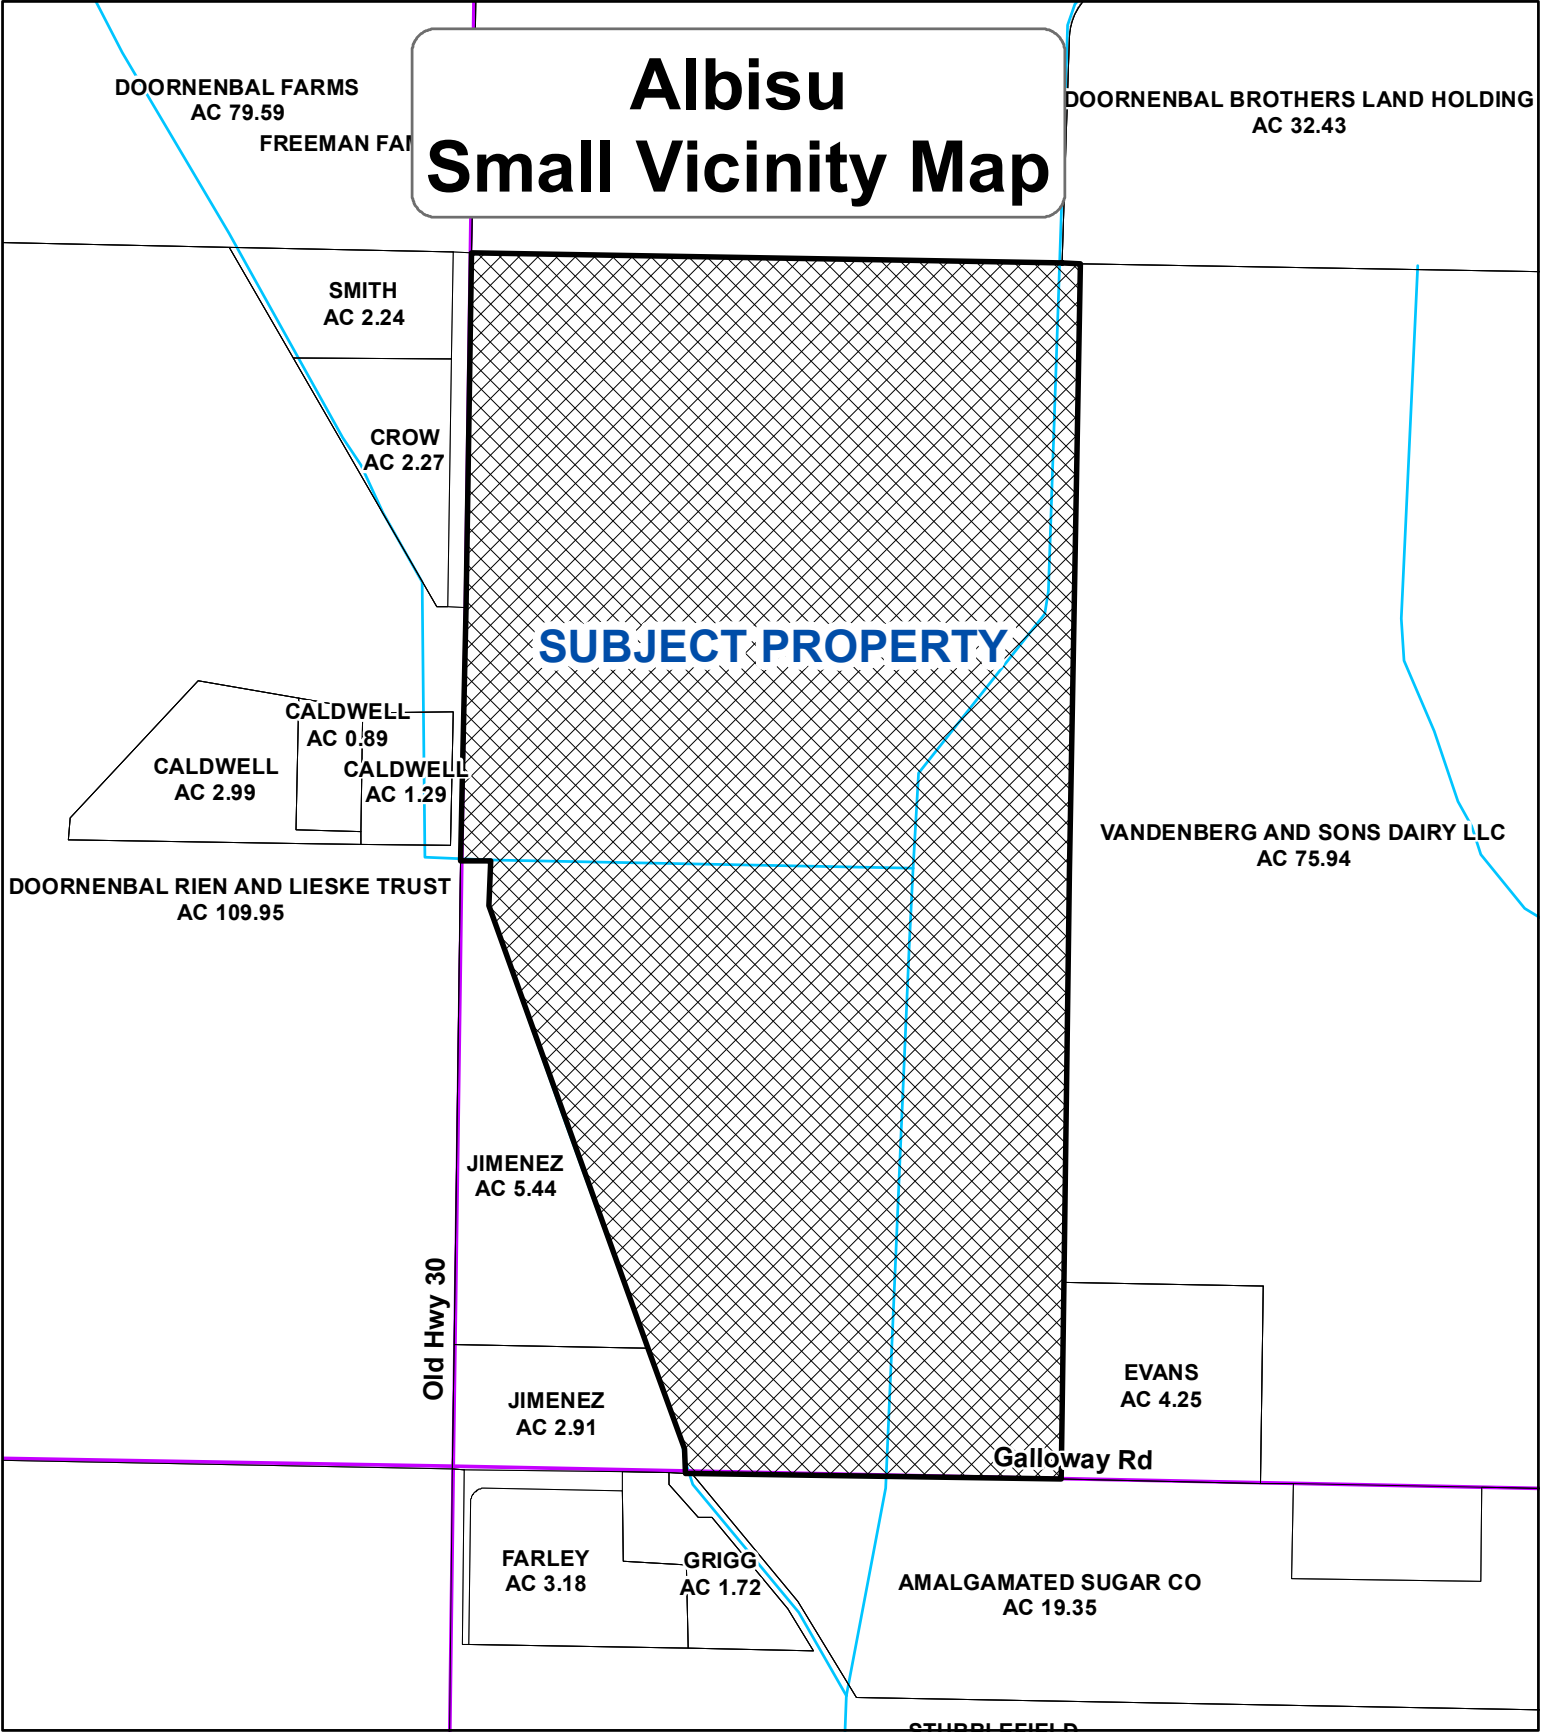 Albisu
Small Vicinity Map
DOORNENBAL FARMS
AC 79.59
FREEMAN
DOORNENBAL BROTHERS LAND HOLDING
AC 32.43
SMITH
AC 2.24
CROW
AC 2.27
SUBJECT PROPERTY
CALDWELL
AC 0.89
CALDWELL
AC 2.99
CALDWELL
AC 1.29
VANDENBERG AND SONS DAIRY LLC
AC 75.94
DOORNENBAL RIEN AND LIESKE TRUST
AC 109.95
JIMENEZ
AC 5.44
Old Hwy 30
JIMENEZ
AC 2.91
EVANS
AC 4.25
Galloway Rd
FARLEY
AC 3.18
GRIGG
AC 1.72
AMALGAMATED SUGAR CO
AC 19.35
STUBBLEFIELD